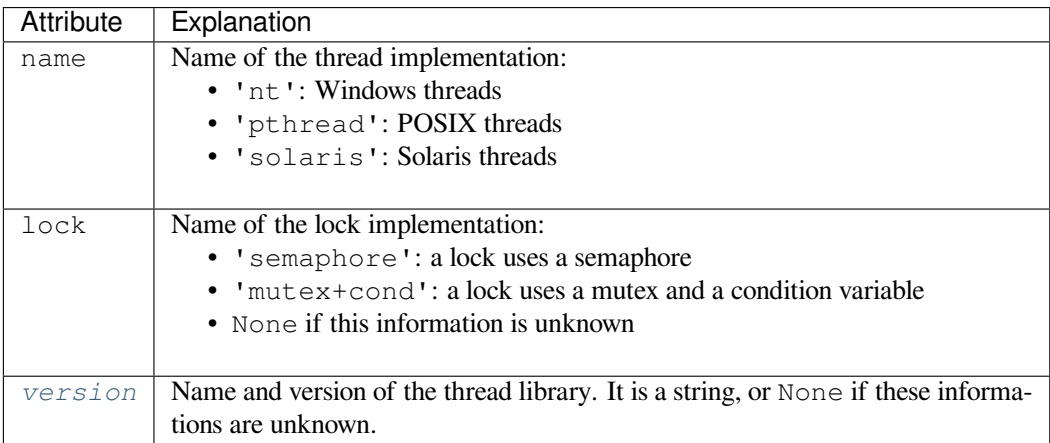 Attribute Explanation
name Name of the thread implementation:
• 'nt': Windows threads
• 'pthread': POSIX threads
• 'solaris': Solaris threads
lock Name of the lock implementation:
• 'semaphore': a lock uses a semaphore
• 'mutex+cond': a lock uses a mutex and a condition variable
• None if this information is unknown
version Name and version of the thread library. It is a string, or None if these informa-
tions are unknown.